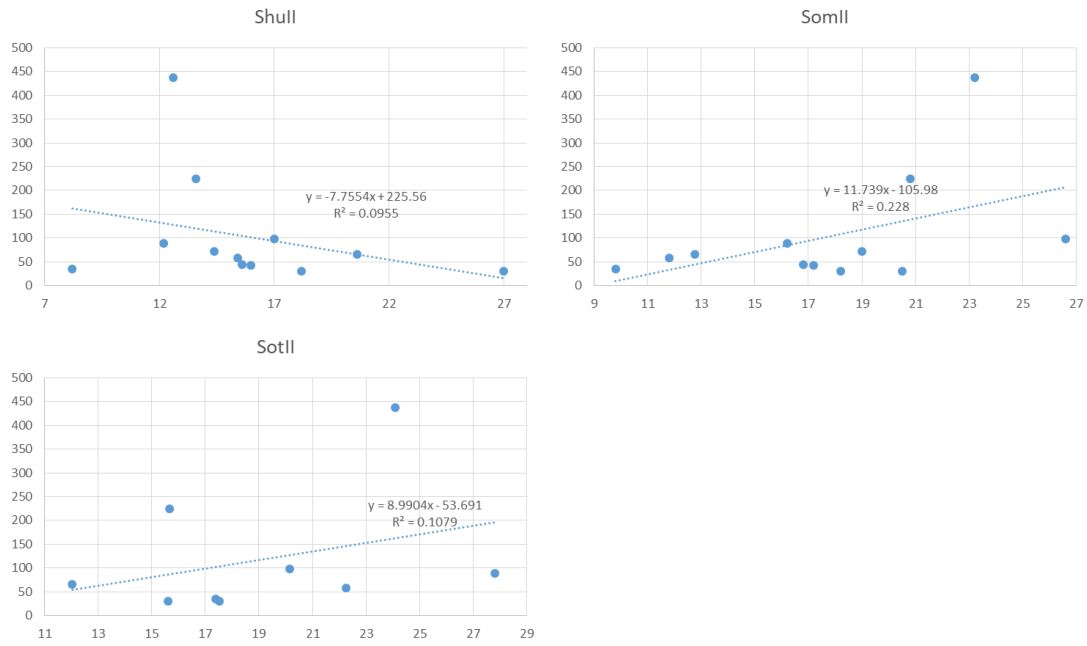 ShuII
500
450
400
350
300
250
200
150
100
50
0
y = -7.7554x + 225.56
R² = 0.0955
7 12 17 22 27
SomII
500
450
400
350
300
250
200
150
100
50
0
y = 11.739x - 105.98
R² = 0.228
9 11 13 15 17 19 21 23 25 27
SotII
500
450
400
350
300
250
200
150
100
50
0
y = 8.9904x - 53.691
R² = 0.1079
11 13 15 17 19 21 23 25 27 29